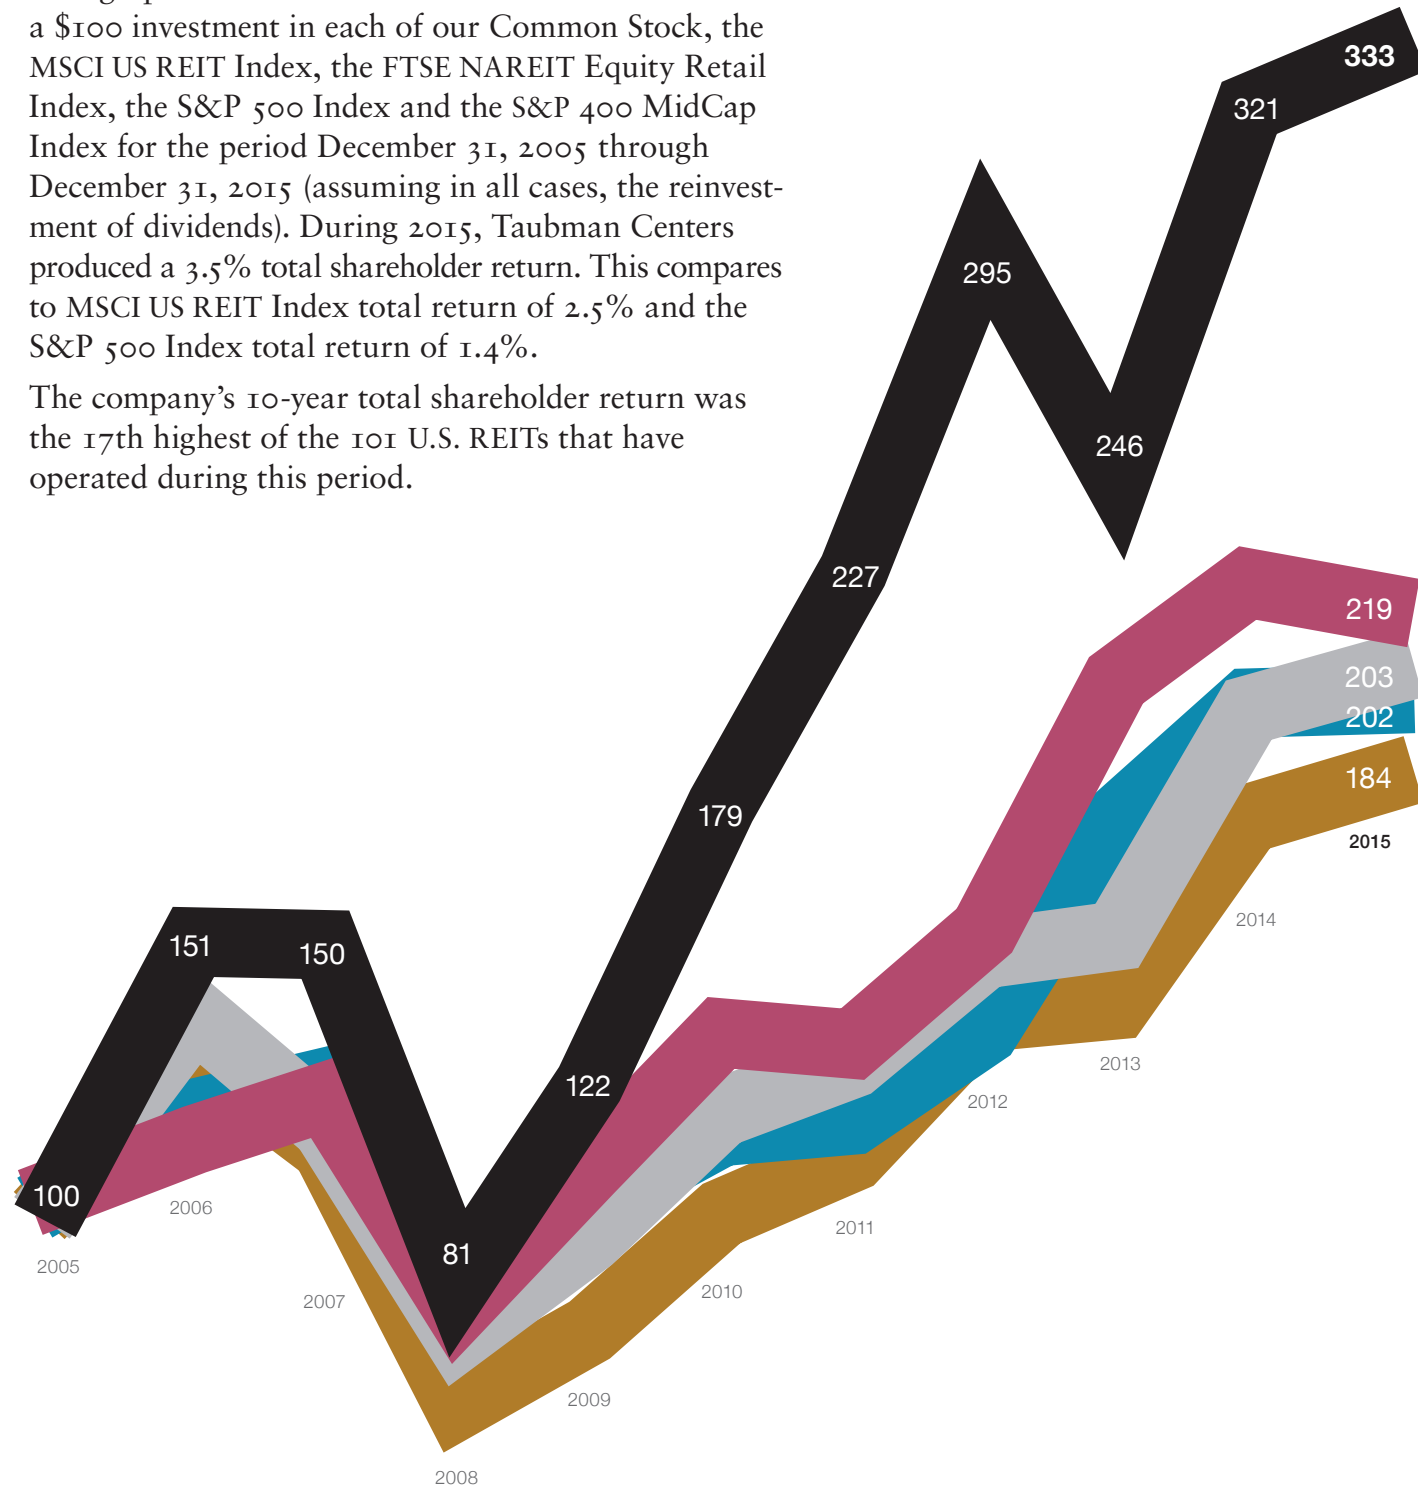 a $100 investment in each of our Common Stock, the
MSCI US REIT Index, the FTSE NAREIT Equity Retail
Index, the S&P 500 Index and the S&P 400 MidCap
Index for the period December 31, 2005 through
December 31, 2015 (assuming in all cases, the reinvest-
ment of dividends). During 2015, Taubman Centers
produced a 3.5% total shareholder return. This compares
to MSCI US REIT Index total return of 2.5% and the
S&P 500 Index total return of 1.4%.
The company's 10-year total shareholder return was
the 17th highest of the 101 U.S. REITs that have
operated during this period.
333
321
295
246
227
219
203
202
184
2015
179
2014
151
150
2013
122
2012
100
2006
2011
81
2005
2010
2007
2009
2008